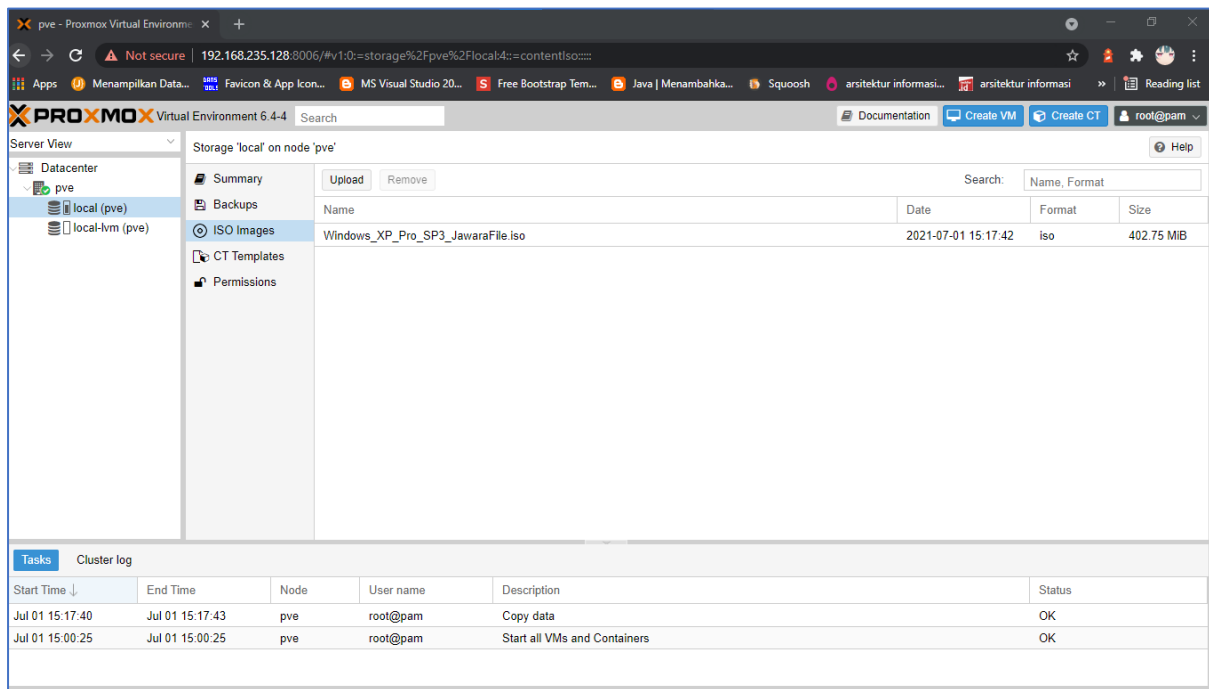 pve - Proxmox Virtual Environme
Not secure 192.168.235.128:8006/#v1:0:=storage%2Fpve%2Flocal:4::=contentIso:::::
Apps Menampilkan Data... Favicon & App Icon... MS Visual Studio 20... Free Bootstrap Tem... Java | Menambahka... Squoosh arsitektur informasi... arsitektur informasi » Reading list
PROXMOX Virtual Environment 6.4-4 Search Documentation Create VM Create CT root@pam
Server View Storage 'local' on node 'pve' Help
Datacenter
pve
local (pve)
local-lvm (pve)
Summary
Backups
ISO Images
CT Templates
Permissions
Upload Remove Search: Name, Format
Name Date Format Size
Windows_XP_Pro_SP3_JawaraFile.iso 2021-07-01 15:17:42 iso 402.75 MiB
Tasks Cluster log
Start Time ↓ End Time Node User name Description Status
Jul 01 15:17:40 Jul 01 15:17:43 pve root@pam Copy data OK
Jul 01 15:00:25 Jul 01 15:00:25 pve root@pam Start all VMs and Containers OK